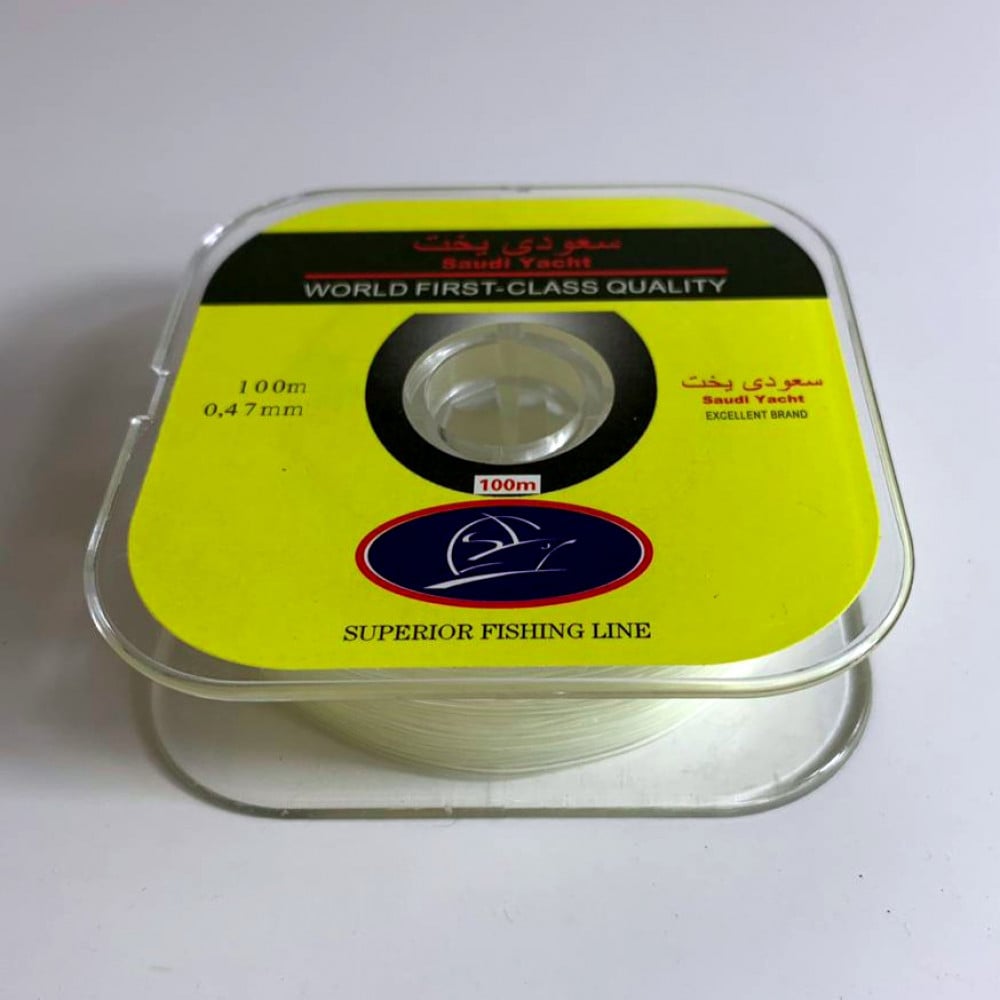 سعودي يخت
Saudi Yacht
WORLD FIRST-CLASS QUALITY
100m
0,47mm
سعودي يخت
Saudi Yacht
EXCELLENT BRAND
100m
SUPERIOR FISHING LINE